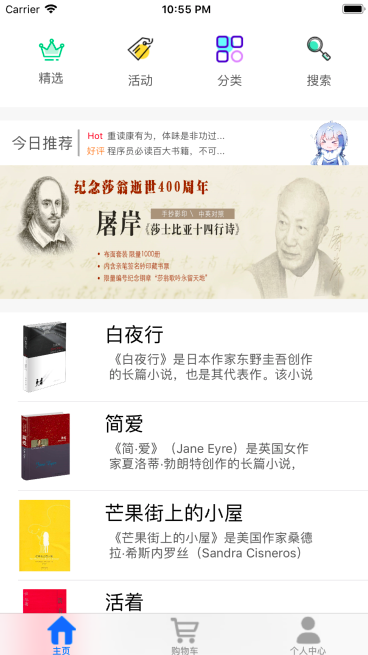 Carrier 10:55 PM
精选 活动 分类 搜索
今日推荐
Hot 重读康有为，体味是非功过...
好评 程序员必读百大书籍，不可...
纪念莎翁逝世400周年
手抄影印 \ 中英对照
屠岸《莎士比亚十四行诗》
• 布面套装 限量1000册
• 内含亲笔签名钤印藏书票
• 限量编号纪念铜章“莎翁歌吟永留天地”
白夜行
《白夜行》是日本作家东野圭吾创作
的长篇小说，也是其代表作。该小说
简爱
《简·爱》（Jane Eyre）是英国女作
家夏洛蒂·勃朗特创作的长篇小说，
芒果街上的小屋
《芒果街上的小屋》是美国作家桑德
拉·希斯内罗丝（Sandra Cisneros）
活着
主页 购物车 个人中心